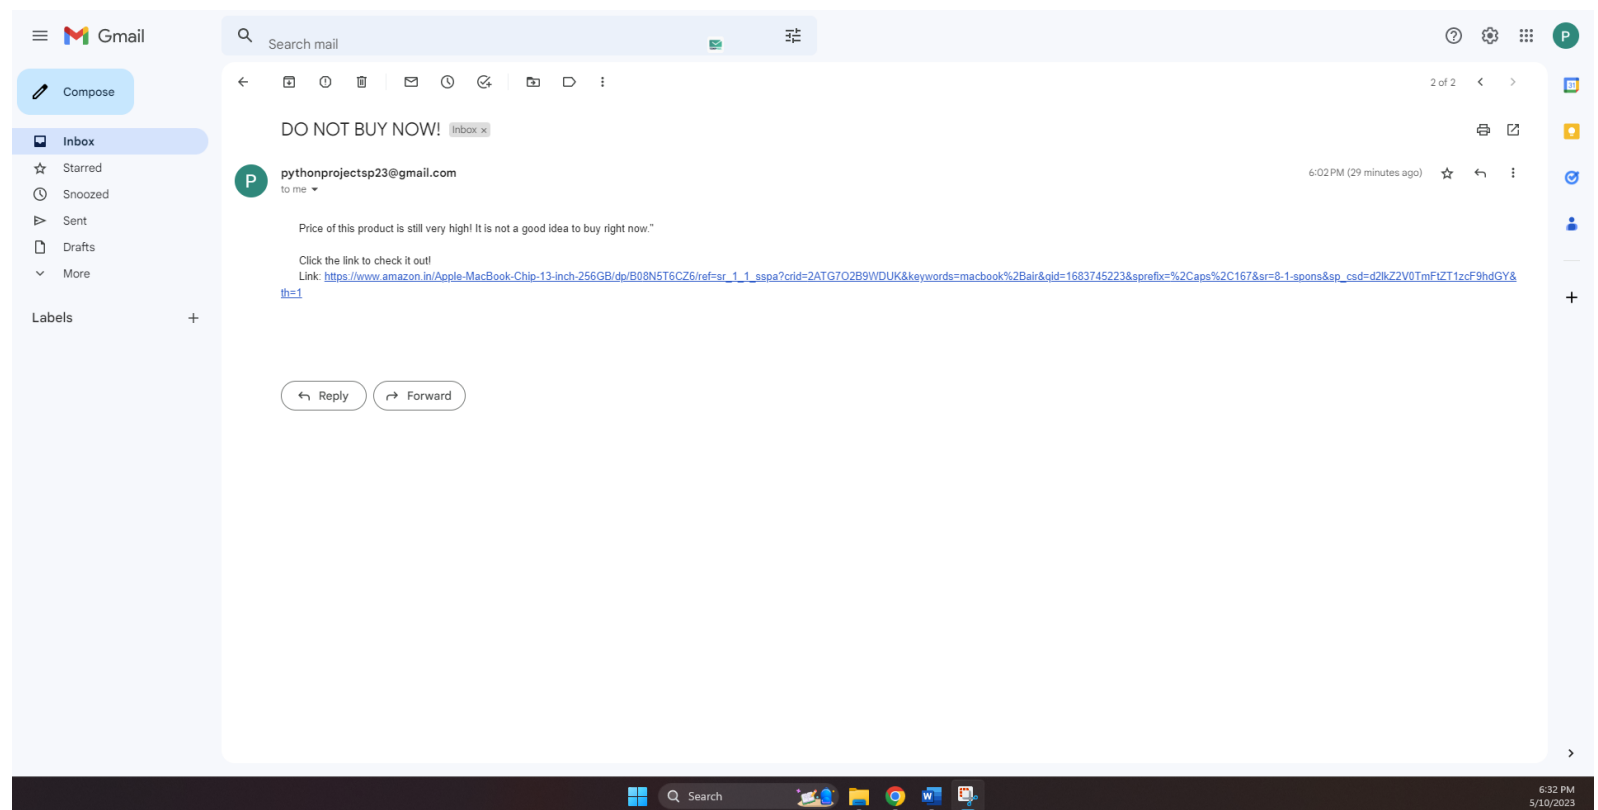 Gmail
Search mail
P
Compose
2 of 2
31
DO NOT BUY NOW! Inbox ×
Inbox
Starred
P
pythonprojectsp23@gmail.com
6:02 PM (29 minutes ago)
to me
Snoozed
Sent
Price of this product is still very high! It is not a good idea to buy right now."
Drafts
Click the link to check it out!
More
Link: https://www.amazon.in/Apple-MacBook-Chip-13-inch-256GB/dp/B08N5T6CZ6/ref=sr_1_1_sspa?crid=2ATG7O2B9WDUK&keywords=macbook%2Bair&qid=1683745223&sprefix=%2Caps%2C167&sr=8-1-spons&sp_csd=d2lkZ2V0TmFtZT1zcF9hdGY&
th=1
Labels
Reply
Forward
Search
W
6:32 PM
5/10/2023